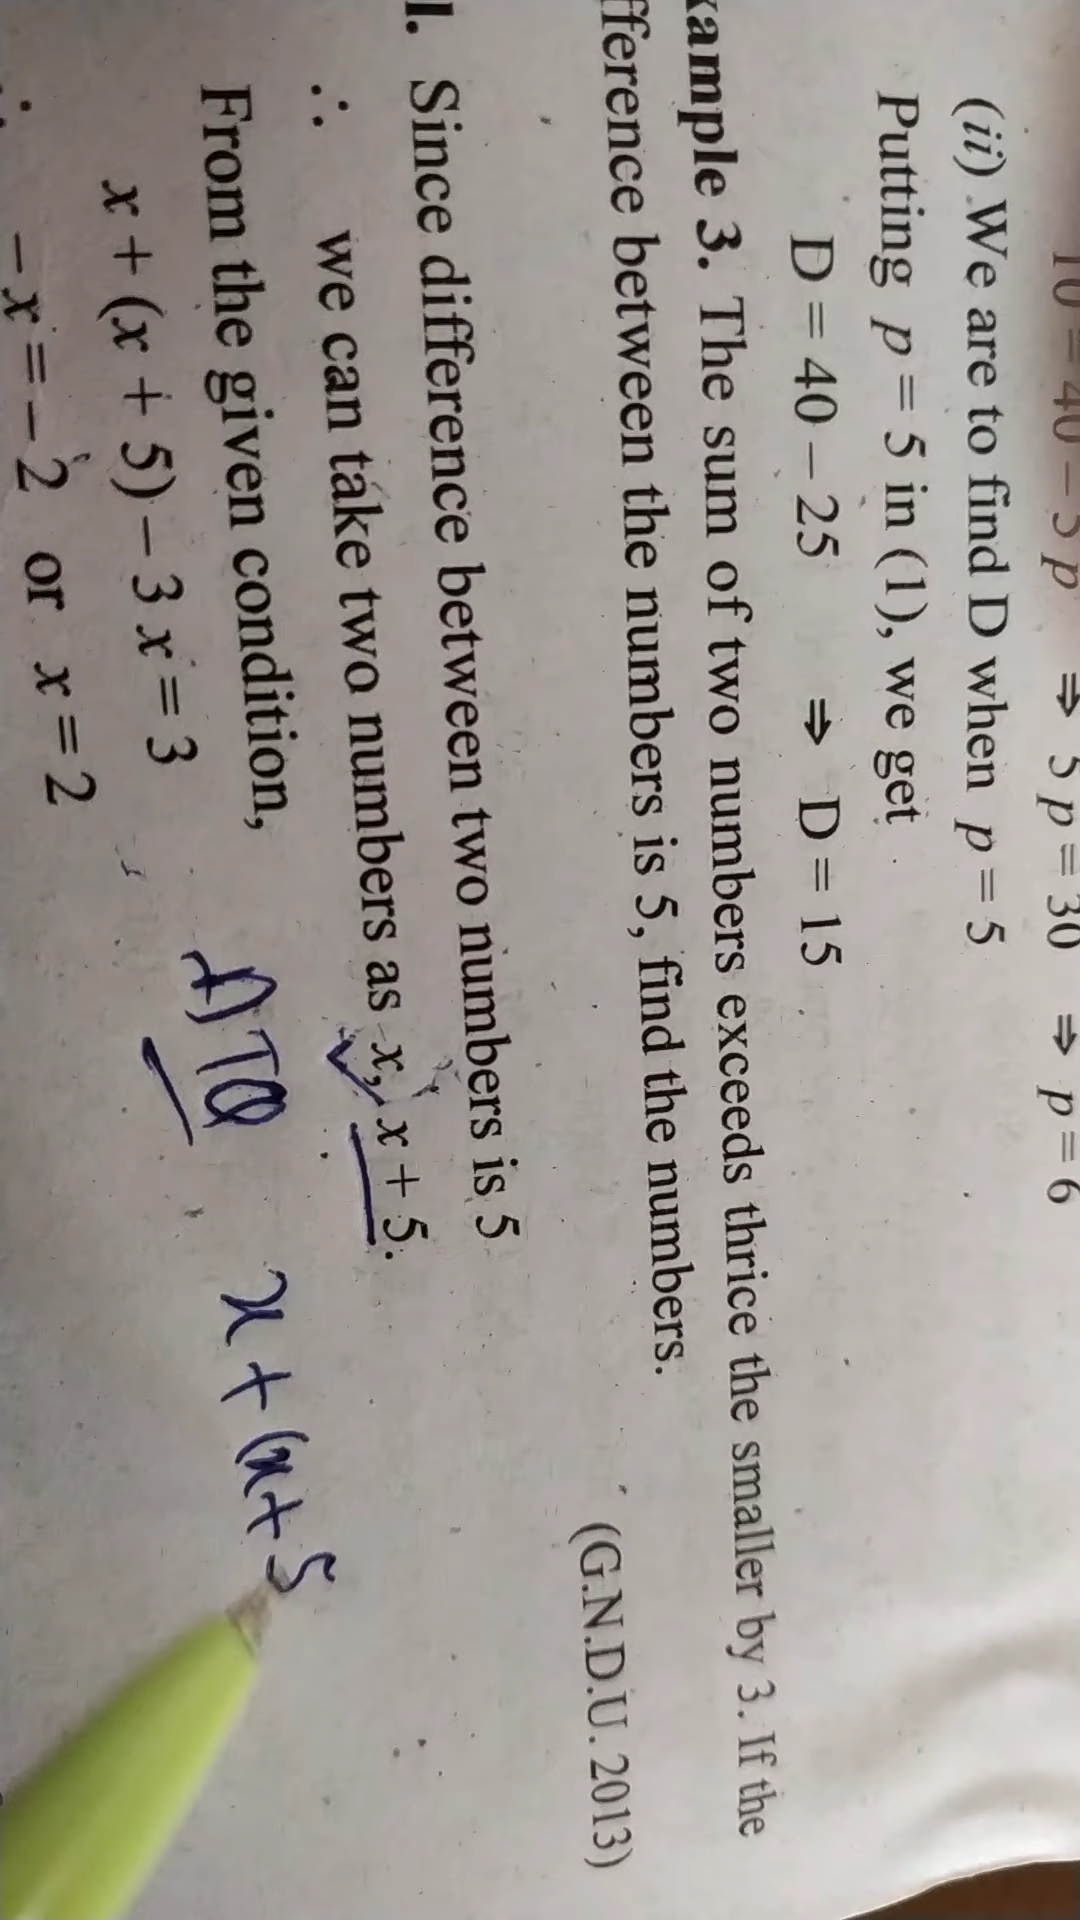 10 = 40 – 5 p ⇒ 5 p = 30 ⇒ p = 6
(ii) We are to find D when p = 5
Putting p = 5 in (1), we get
D = 40 – 25 ⇒ D = 15
xample 3. The sum of two numbers exceeds thrice the smaller by 3. If the
fference between the numbers is 5, find the numbers.
(G.N.D.U. 2013)
l. Since difference between two numbers is 5
∴ we can take two numbers as x, x + 5.
From the given condition,
ATQ x + (x + 5
x + (x + 5) – 3 x = 3
∴ – x = – 2 or x = 2